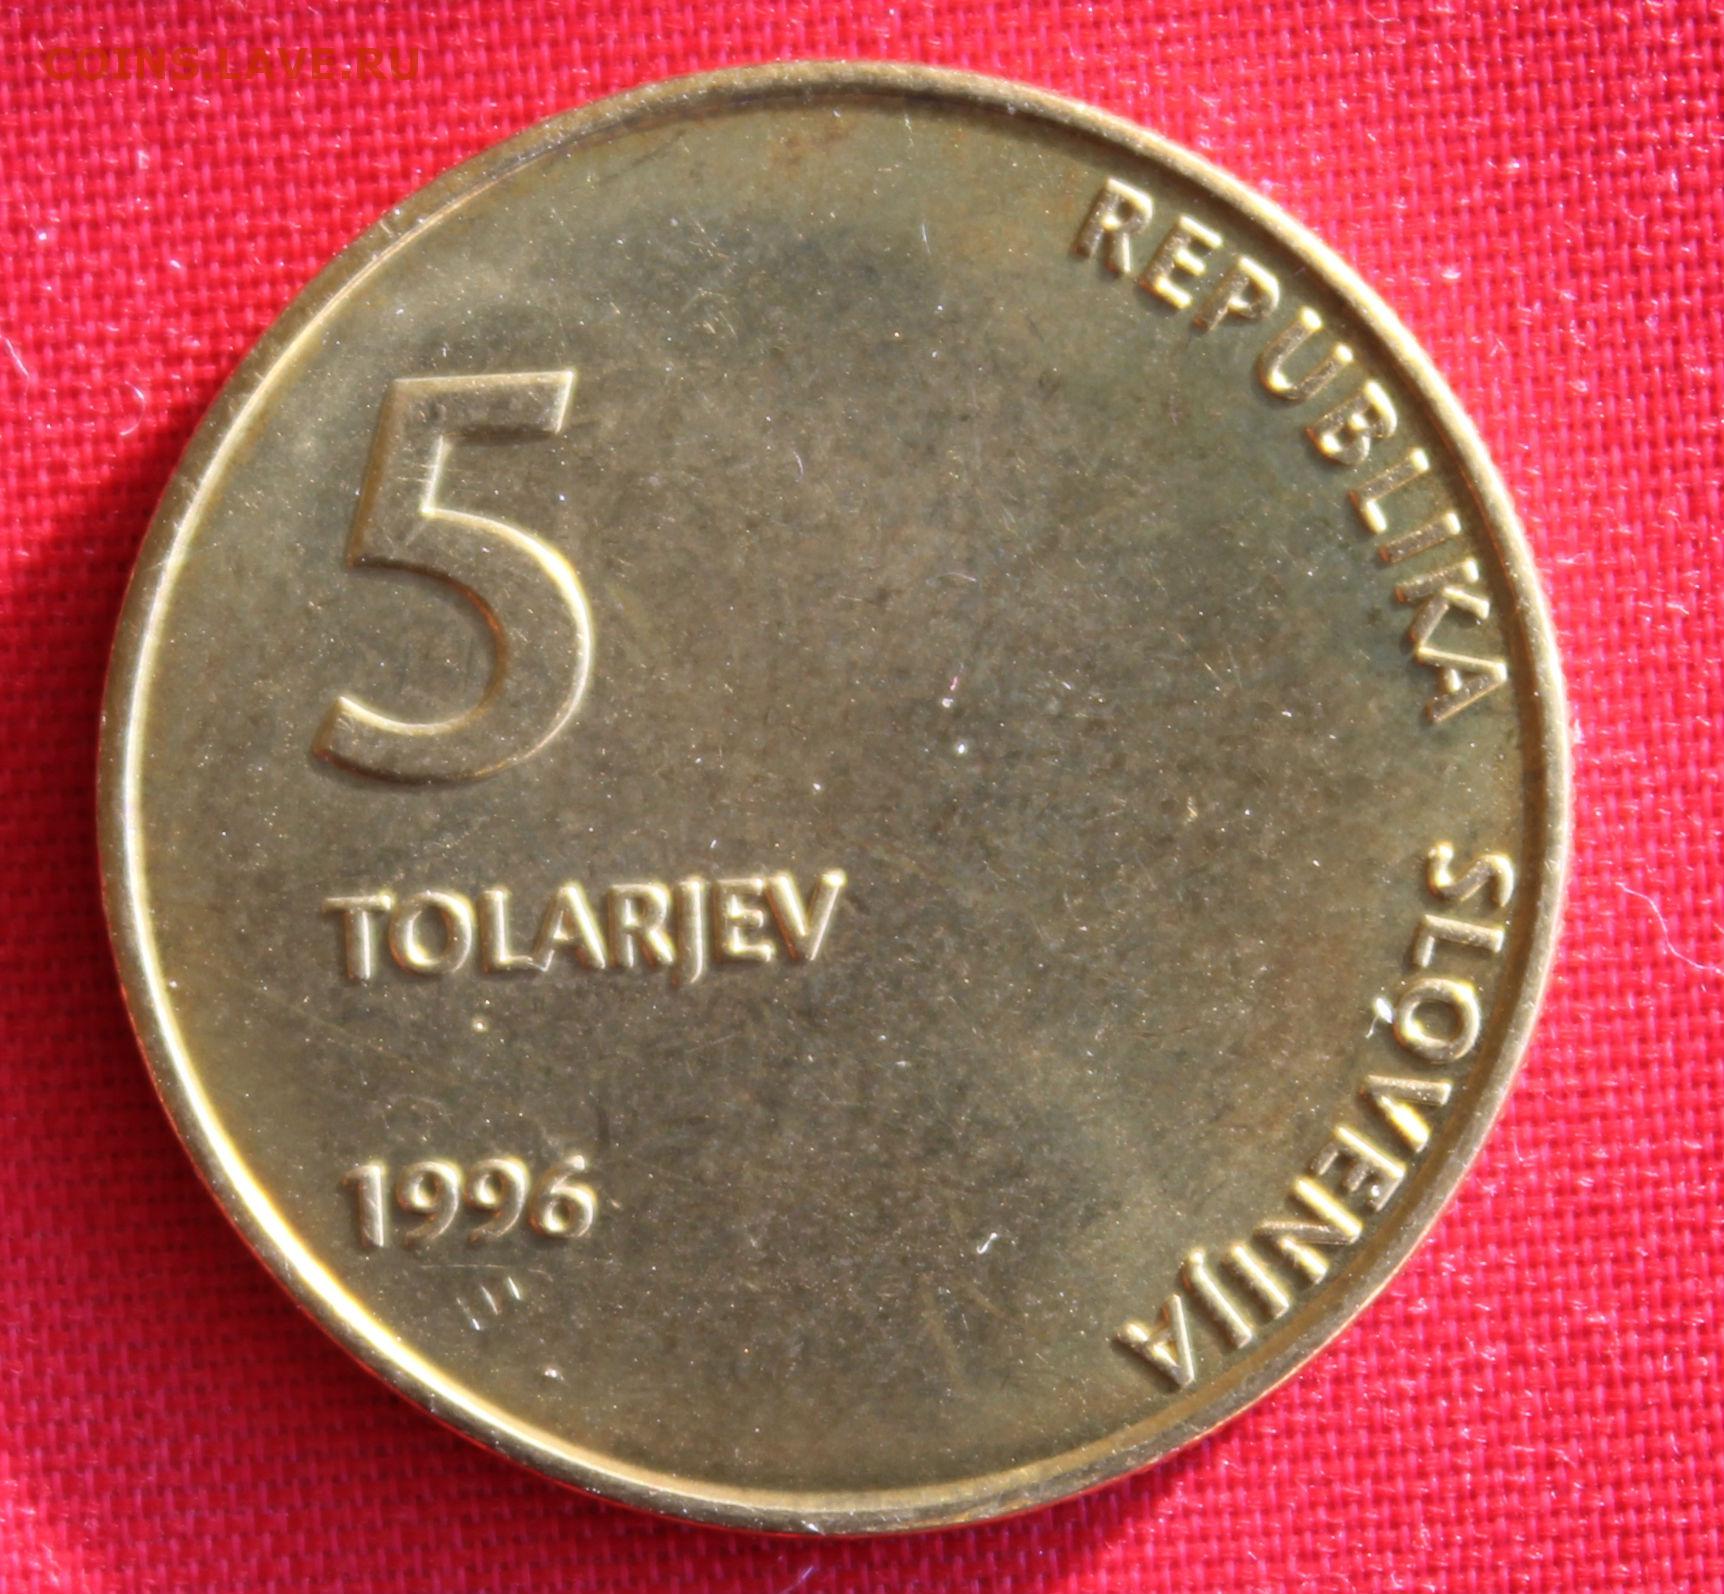 COINS.LAVE.RU
REPUBLIKA SLOVENIJA
5
TOLARJEV
1996